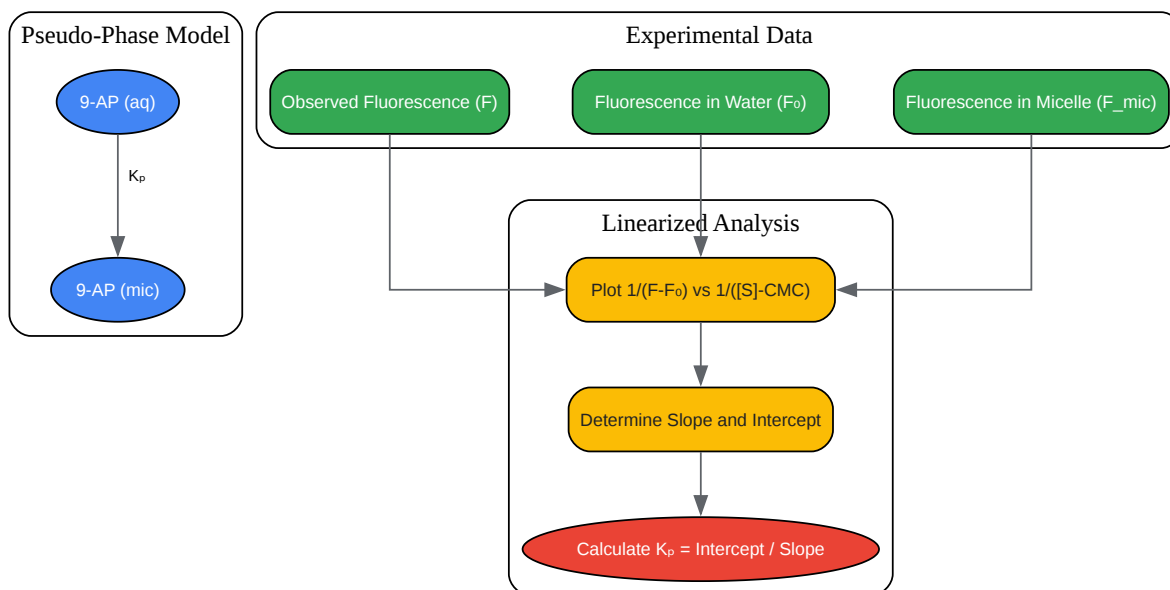 Pseudo-Phase Model
9-AP (aq)
Kₚ
9-AP (mic)
Experimental Data
Observed Fluorescence (F)
Fluorescence in Water (F₀)
Fluorescence in Micelle (F_mic)
Linearized Analysis
Plot 1/(F-F₀) vs 1/([S]-CMC)
Determine Slope and Intercept
Calculate Kₚ = Intercept / Slope